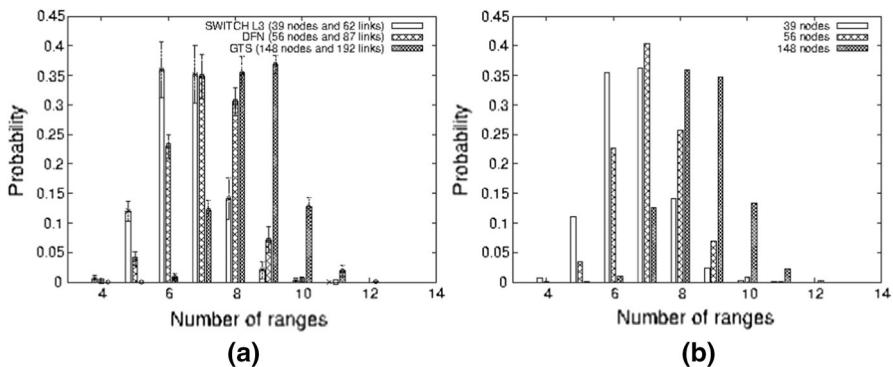 0.45
0.4
0.35
0.3
0.25
0.2
0.15
0.1
0.05
0
Probability
SWITCH L3 (39 nodes and 62 links)
DFN (56 nodes and 87 links)
GTS (148 nodes and 192 links)
4 6 8 10 12 14
Number of ranges
(a)
0.45
0.4
0.35
0.3
0.25
0.2
0.15
0.1
0.05
0
Probability
39 nodes
56 nodes
148 nodes
4 6 8 10 12 14
Number of ranges
(b)